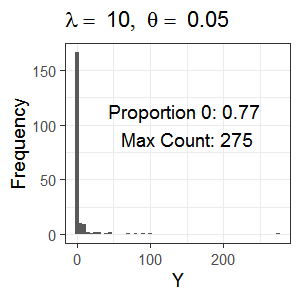 λ = 10, θ = 0.05
Frequency
150
100
50
0
Proportion 0: 0.77
Max Count: 275
0 100 200
Y